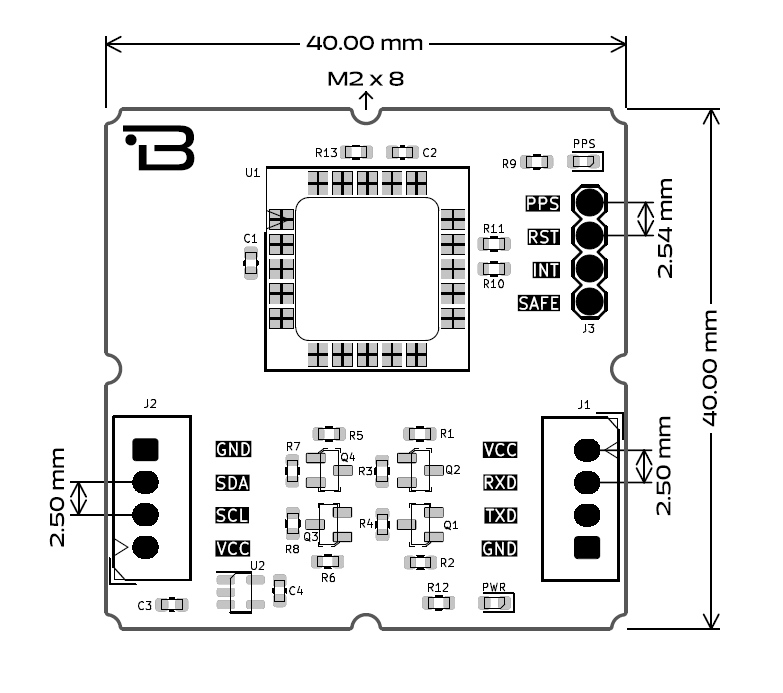 40.00 mm
M2 x 8
B
R13
C2
PPS
R9
U1
PPS
2.54 mm
R11
RST
C1
INT
R10
SAFE
J3
40.00 mm
J2
J1
R5
R1
GND
R7
Q4
VCC
R3
Q2
SDA
RXD
2.50 mm
2.50 mm
SCL
TXD
R4
Q1
Q3
R8
VCC
GND
R6
R2
U2
C4
R12
PWR
C3